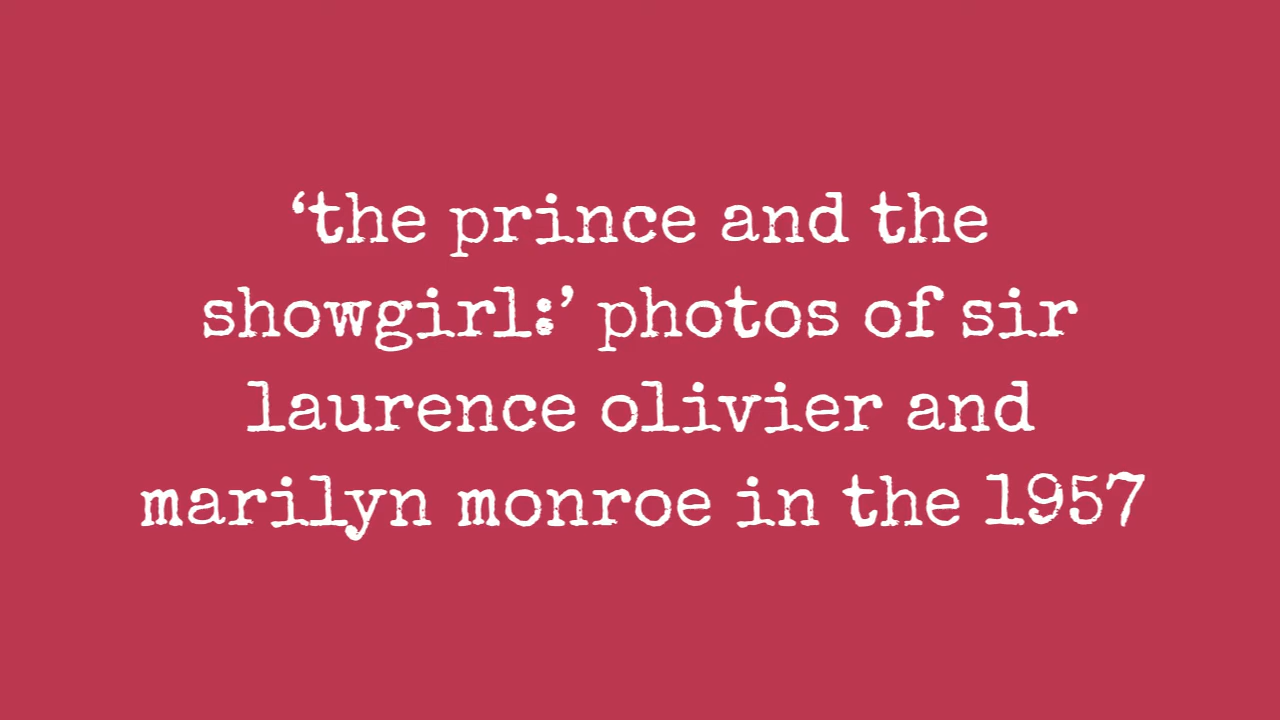 ‘the prince and the
showgirl:’ photos of sir
laurence olivier and
marilyn monroe in the 1957